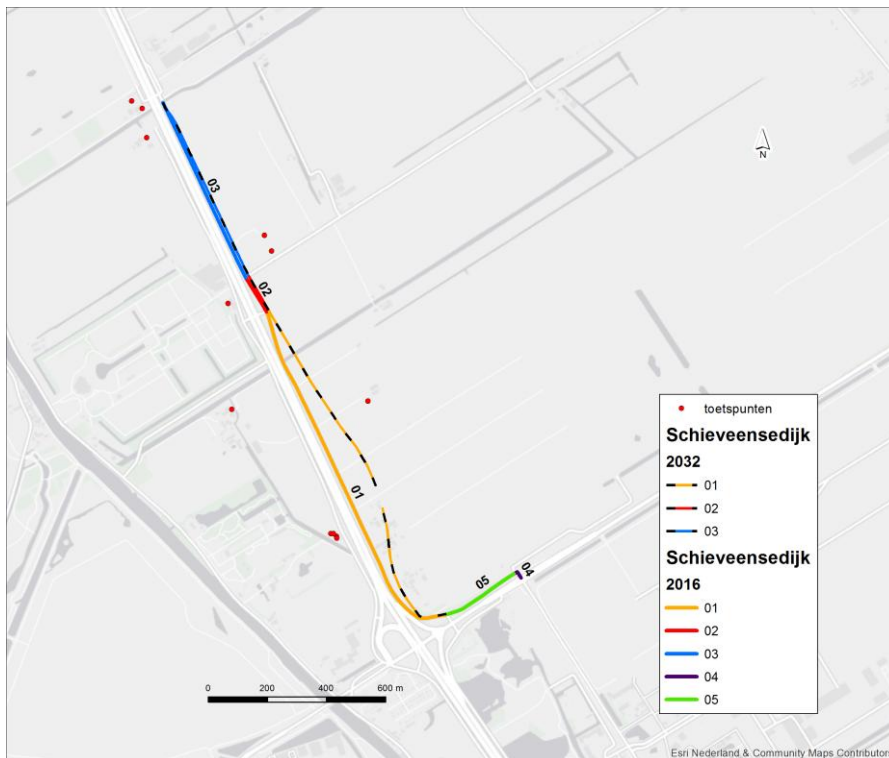 03
N
02
01
05
04
toetspunten
Schieveensedijk
2032
01
02
03
Schieveensedijk
2016
01
02
03
04
05
0 200 400 600 m
Esri Nederland & Community Maps Contributors